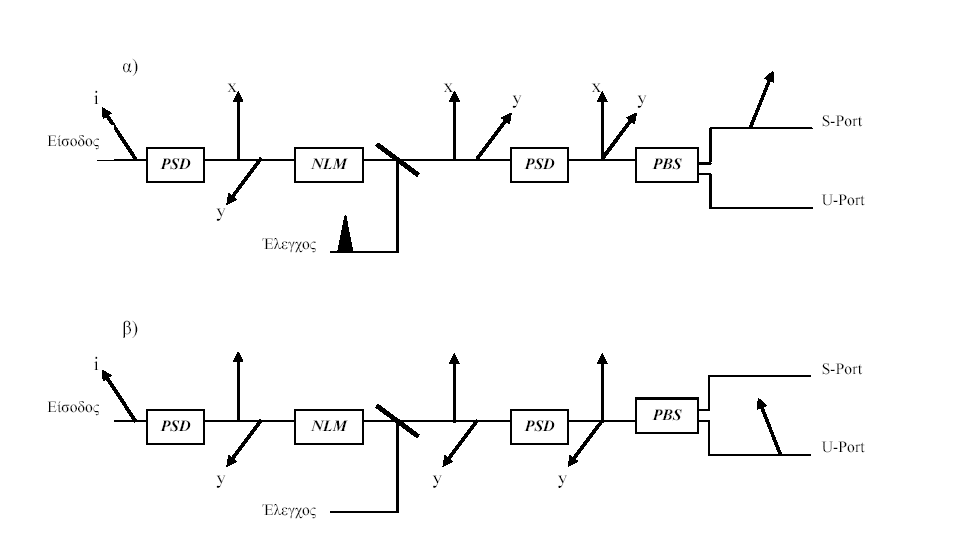 α)
i
x
x
y
x
y
Είσοδος
PSD
NLM
PSD
PBS
S-Port
y
U-Port
Έλεγχος
β)
i
Είσοδος
PSD
NLM
PSD
PBS
S-Port
y
y
y
U-Port
Έλεγχος